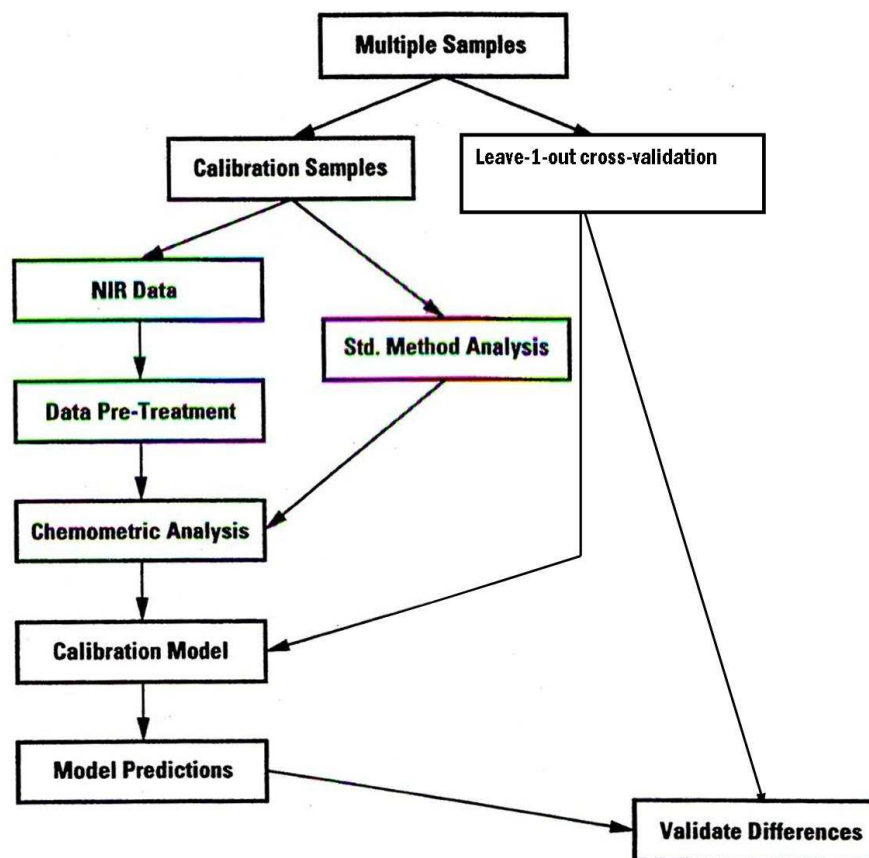 Multiple Samples
Calibration Samples
Leave-1-out cross-validation
NIR Data
Std. Method Analysis
Data Pre-Treatment
Chemometric Analysis
Calibration Model
Model Predictions
Validate Differences